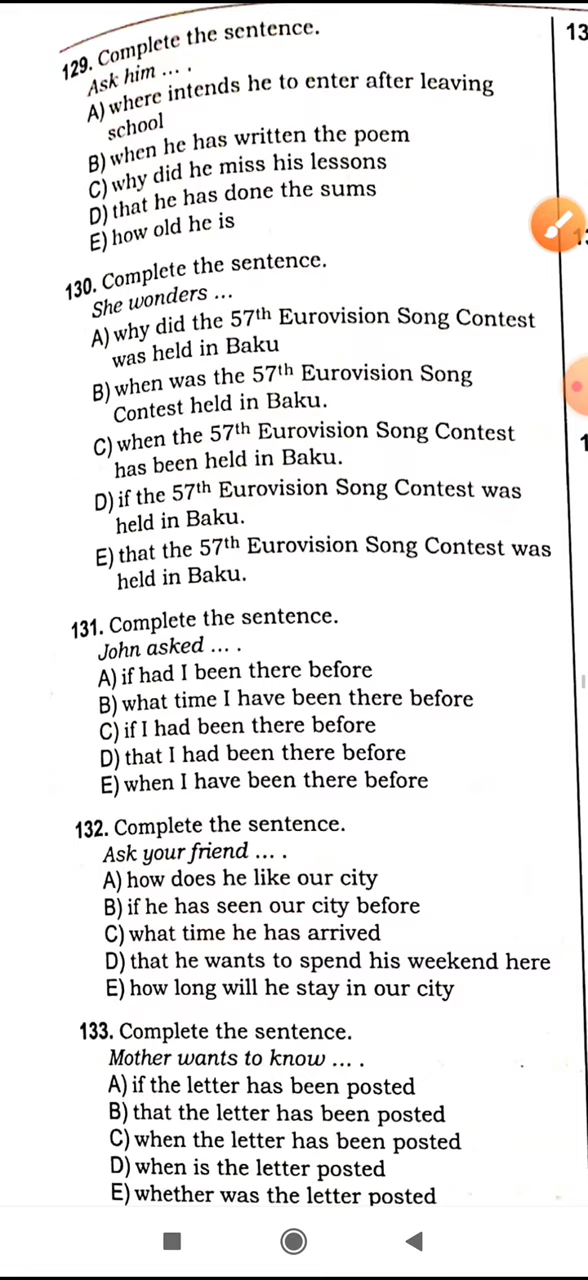 129. Complete the sentence.
Ask him ... .
A) where intends he to enter after leaving
school
B) when he has written the poem
C) why did he miss his lessons
D) that he has done the sums
E) how old he is
130. Complete the sentence.
She wonders ...
A) why did the 57th Eurovision Song Contest
was held in Baku
B) when was the 57th Eurovision Song
Contest held in Baku.
C) when the 57th Eurovision Song Contest
has been held in Baku.
D) if the 57th Eurovision Song Contest was
held in Baku.
E) that the 57th Eurovision Song Contest was
held in Baku.
131. Complete the sentence.
John asked ... .
A) if had I been there before
B) what time I have been there before
C) if I had been there before
D) that I had been there before
E) when I have been there before
132. Complete the sentence.
Ask your friend ... .
A) how does he like our city
B) if he has seen our city before
C) what time he has arrived
D) that he wants to spend his weekend here
E) how long will he stay in our city
133. Complete the sentence.
Mother wants to know ... .
A) if the letter has been posted
B) that the letter has been posted
C) when the letter has been posted
D) when is the letter posted
E) whether was the letter posted
13